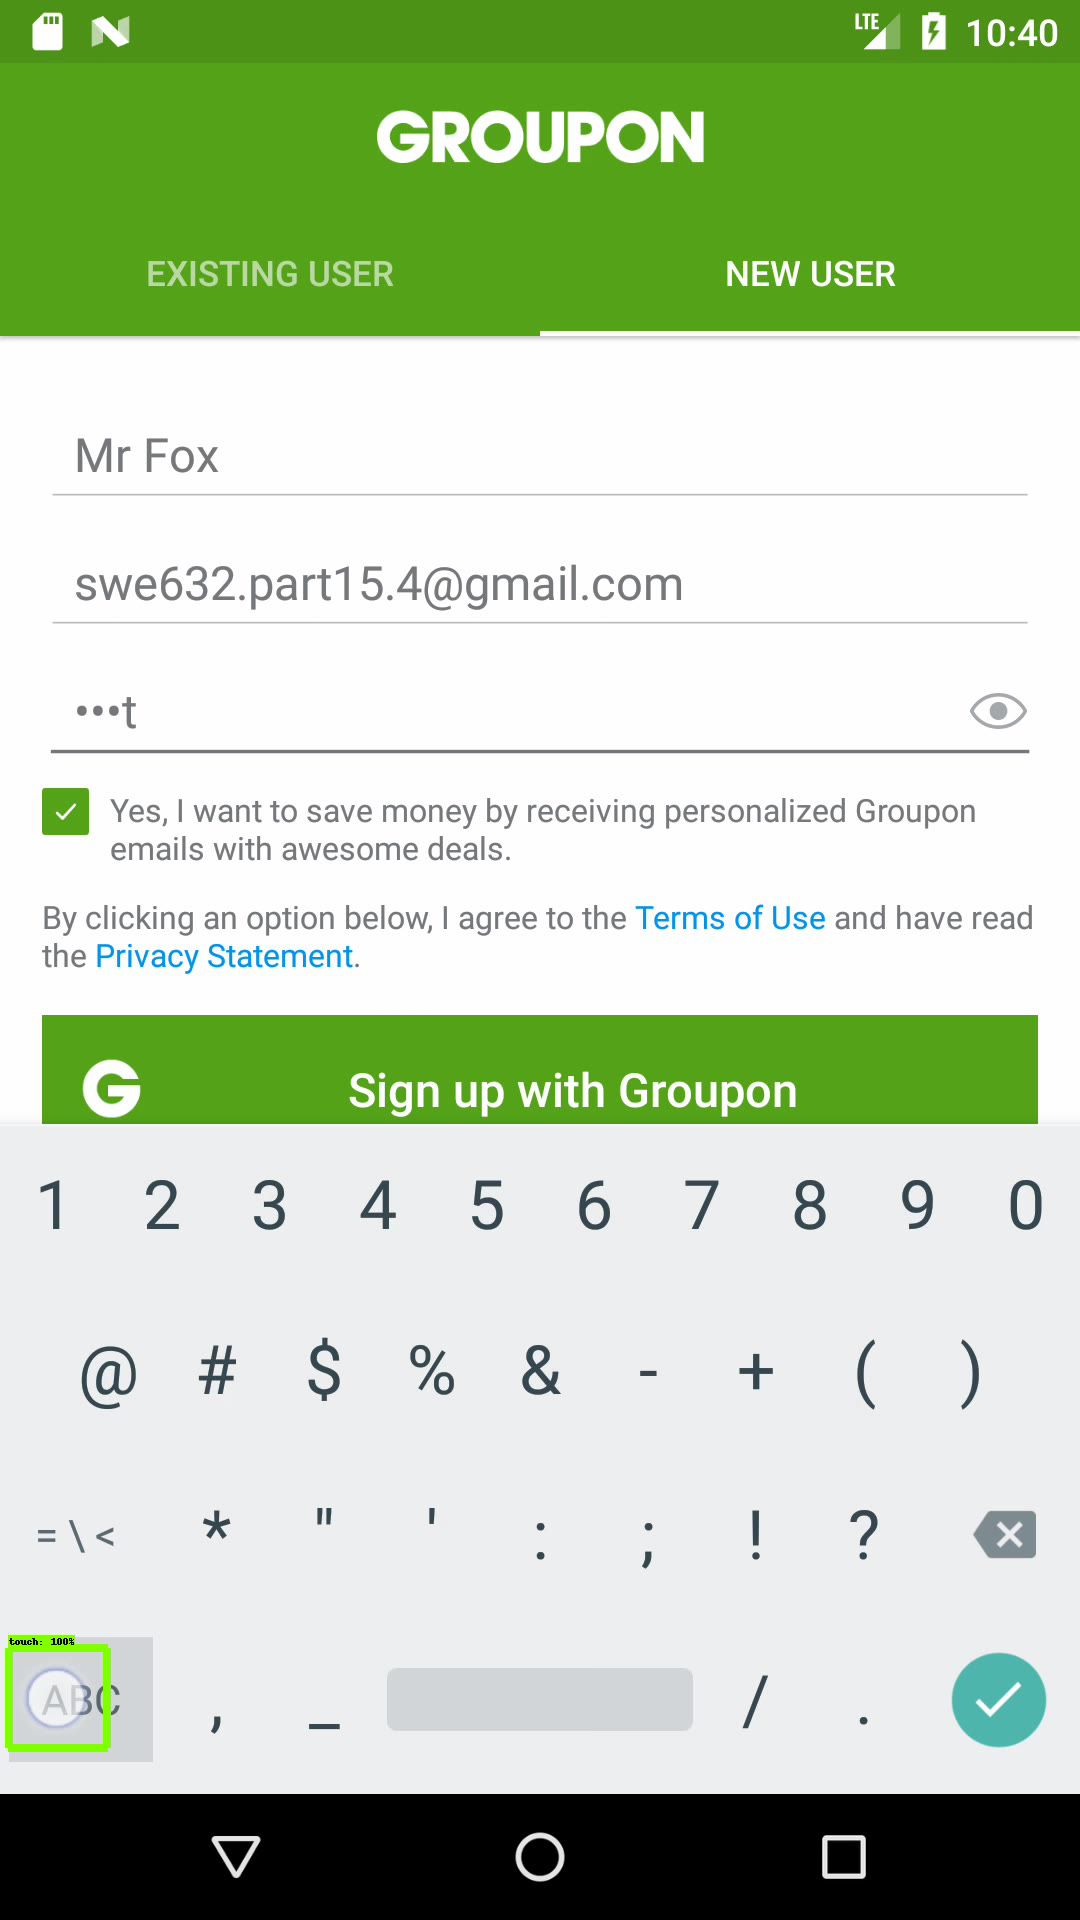 LTE 10:40
GROUPON
EXISTING USER NEW USER
Mr Fox
swe632.part15.4@gmail.com
•••t
Yes, I want to save money by receiving personalized Groupon
emails with awesome deals.
By clicking an option below, I agree to the Terms of Use and have read
the Privacy Statement.
G Sign up with Groupon
1 2 3 4 5 6 7 8 9 0
@ # $ % & - + ( )
= \ < * " ' : ; ! ?
touch: 100%
ABC , _ / .